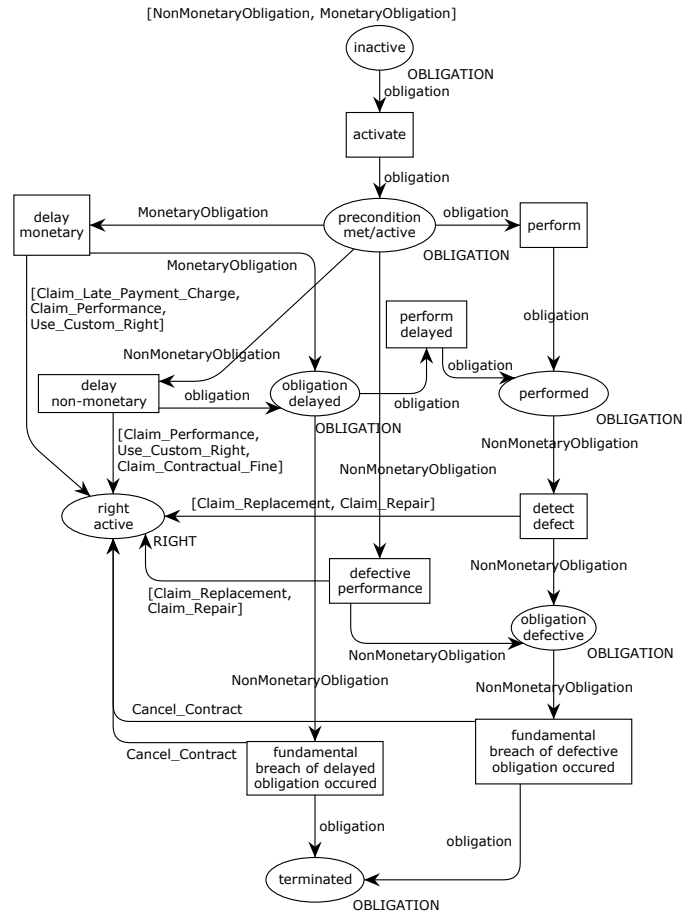 [NonMonetaryObligation, MonetaryObligation]
inactive
OBLIGATION
obligation
activate
obligation
delay
monetary
MonetaryObligation
precondition
met/active
obligation
perform
OBLIGATION
MonetaryObligation
[Claim_Late_Payment_Charge,
Claim_Performance,
Use_Custom_Right]
perform
delayed
obligation
NonMonetaryObligation
obligation
delay
non-monetary
obligation
obligation
delayed
obligation
performed
OBLIGATION
OBLIGATION
[Claim_Performance,
Use_Custom_Right,
Claim_Contractual_Fine]
NonMonetaryObligation
NonMonetaryObligation
right
active
[Claim_Replacement, Claim_Repair]
detect
defect
RIGHT
NonMonetaryObligation
defective
performance
[Claim_Replacement,
Claim_Repair]
obligation
defective
NonMonetaryObligation
OBLIGATION
NonMonetaryObligation
NonMonetaryObligation
Cancel_Contract
Cancel_Contract
fundamental
breach of defective
obligation occured
fundamental
breach of delayed
obligation occured
obligation
obligation
terminated
OBLIGATION